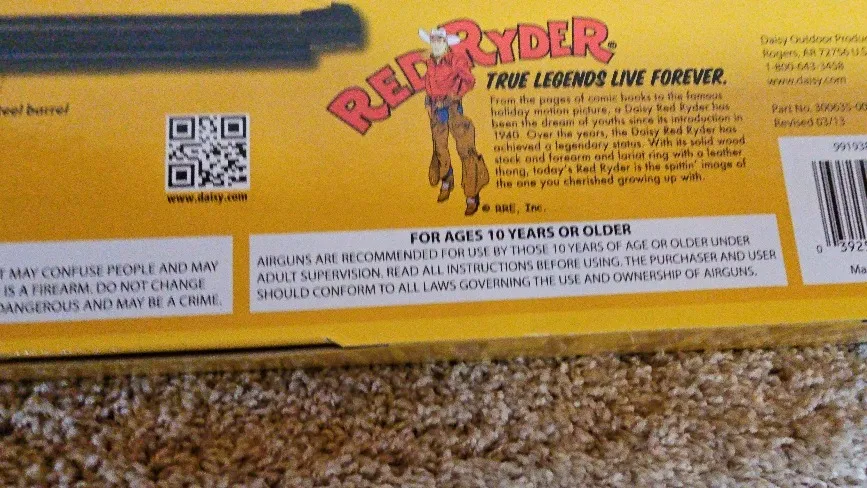 RED RYDER®
TRUE LEGENDS LIVE FOREVER.
From the pages of comic books to the famous
holiday motion picture, a Daisy Red Ryder has
been the dream of youths since its introduction in
1940. Over the years, the Daisy Red Ryder has
achieved a legendary status. With its solid wood
stock and forearm and lariat ring with a leather
thong, today's Red Ryder is the spittin' image of
the one you cherished growing up with.
© RRE, Inc.
Daisy Outdoor Produc
Rogers, AR 72756 U.S
1-800-643-3458
www.daisy.com
Part No. 300635-00
Revised 03/13
teel barrel
www.daisy.com
T MAY CONFUSE PEOPLE AND MAY
IS A FIREARM. DO NOT CHANGE
DANGEROUS AND MAY BE A CRIME.
FOR AGES 10 YEARS OR OLDER
AIRGUNS ARE RECOMMENDED FOR USE BY THOSE 10 YEARS OF AGE OR OLDER UNDER
ADULT SUPERVISION. READ ALL INSTRUCTIONS BEFORE USING. THE PURCHASER AND USER
SHOULD CONFORM TO ALL LAWS GOVERNING THE USE AND OWNERSHIP OF AIRGUNS.
99193
0 392
Ma